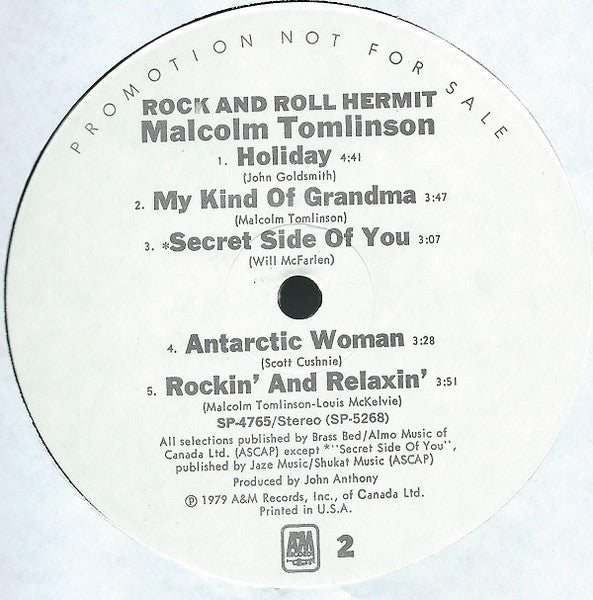 PROMOTION NOT FOR SALE
ROCK AND ROLL HERMIT
Malcolm Tomlinson
1. Holiday 4:41
(John Goldsmith)
2. My Kind Of Grandma 3:47
(Malcolm Tomlinson)
3. *Secret Side Of You 3:07
(Will McFarlen)
4. Antarctic Woman 3:28
(Scott Cushnie)
5. Rockin' And Relaxin' 3:51
(Malcolm Tomlinson-Louis McKelvie)
SP-4765/Stereo (SP-5268)
All selections published by Brass Bed/Almo Music of
Canada Ltd. (ASCAP) except *"Secret Side Of You",
published by Jaze Music/Shukat Music (ASCAP)
Produced by John Anthony
℗ 1979 A&M Records, Inc., of Canada Ltd.
Printed in U.S.A.
A&M RECORDS 2